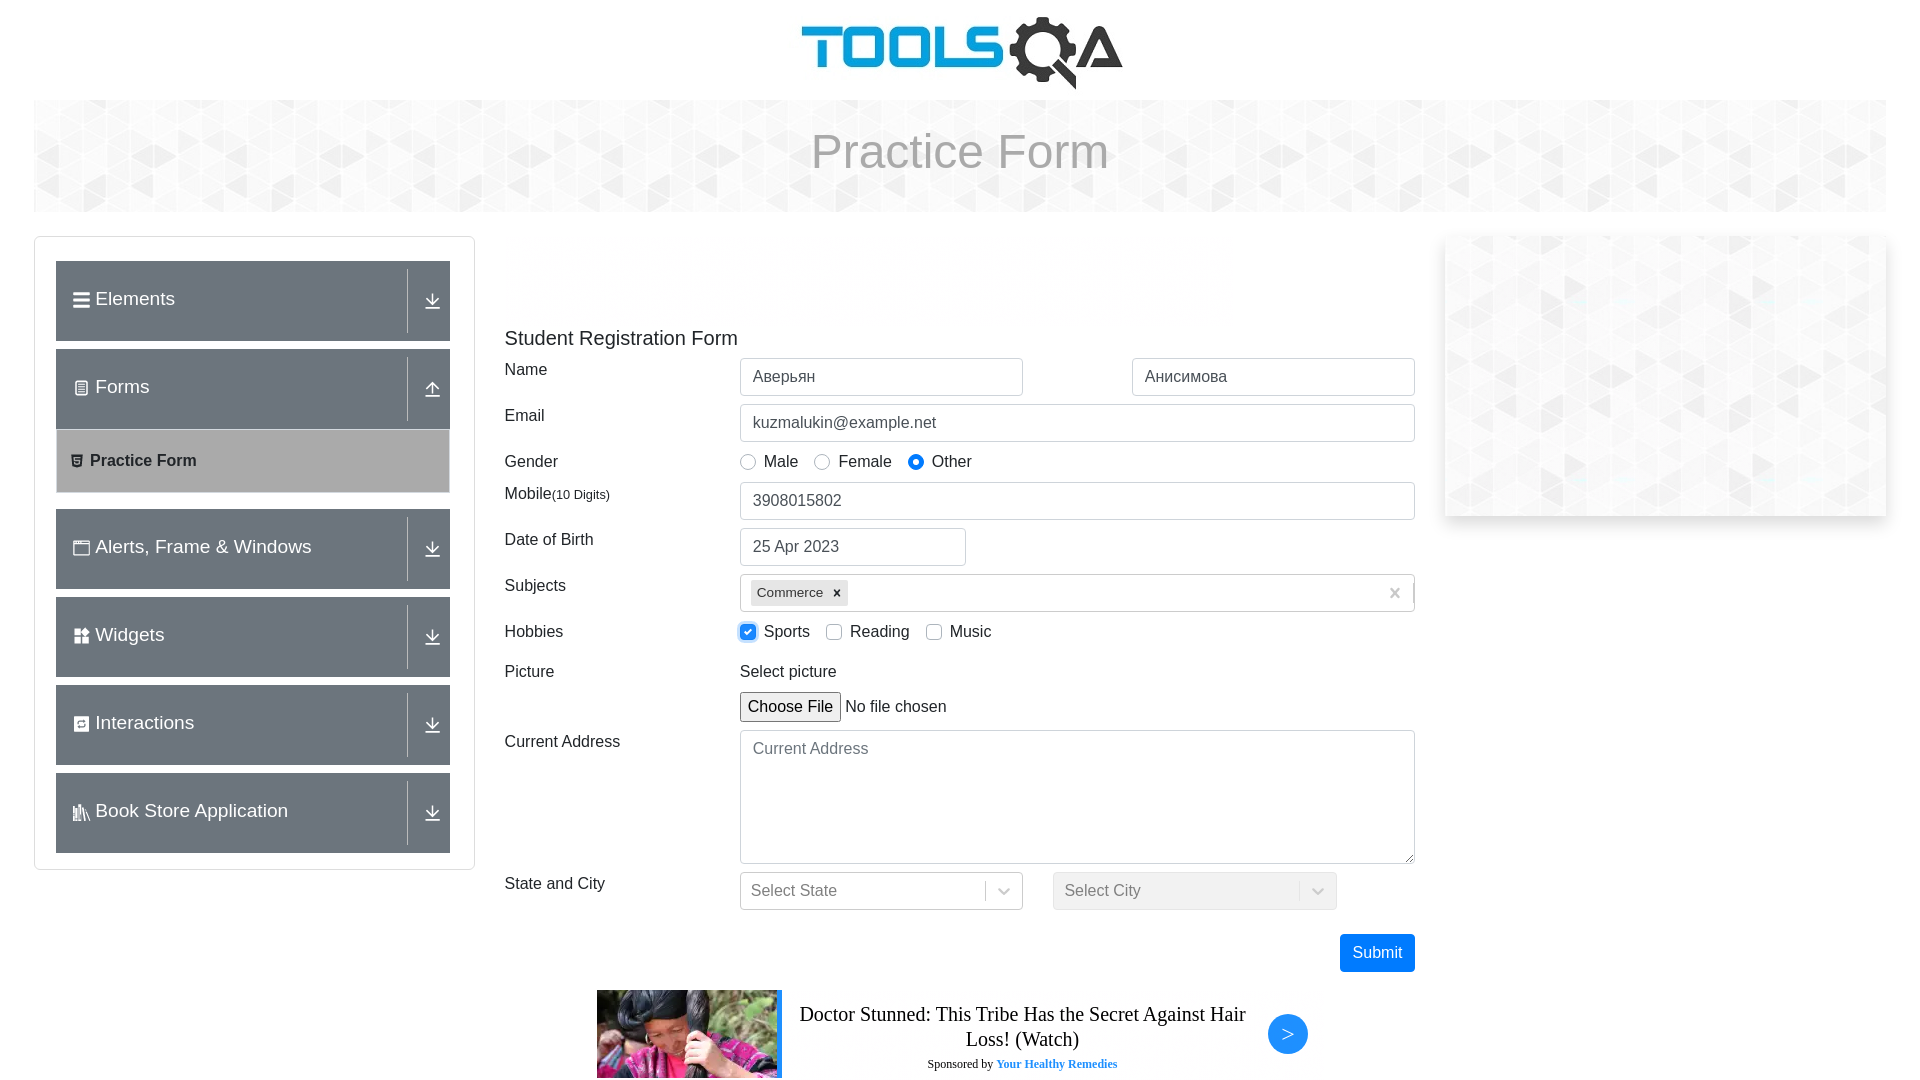 TOOLSQA
Practice Form
Elements
Forms
Practice Form
Alerts, Frame & Windows
Widgets
Interactions
Book Store Application
Student Registration Form
Name
Аверьян
Анисимова
Email
kuzmalukin@example.net
Gender
Male
Female
Other
Mobile(10 Digits)
3908015802
Date of Birth
25 Apr 2023
Subjects
Commerce
Hobbies
Sports
Reading
Music
Picture
Select picture
Choose File No file chosen
Current Address
Current Address
State and City
Select State
Select City
Submit
Doctor Stunned: This Tribe Has the Secret Against Hair
Loss! (Watch)
Sponsored by Your Healthy Remedies
>